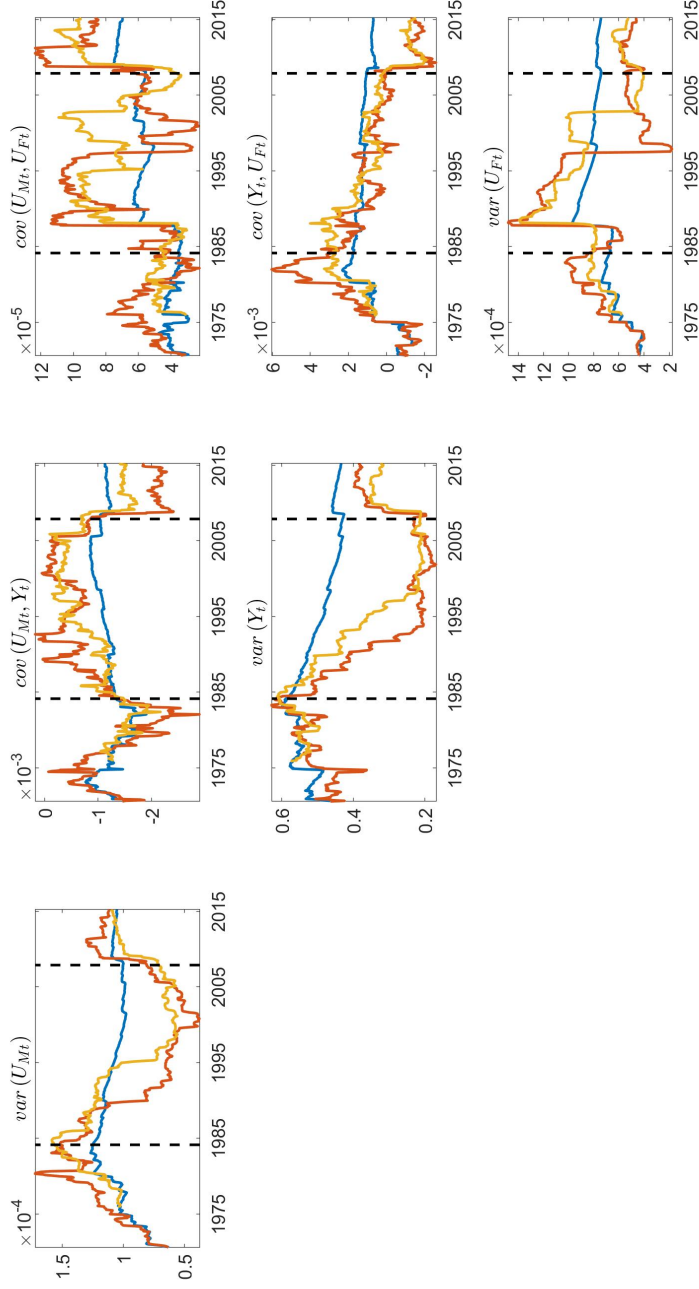 ×10⁻⁴ var (U_Mt)
1.5
1
0.5
1975 1985 1995 2005 2015
×10⁻³ cov (U_Mt, Y_t)
0
-1
-2
1975 1985 1995 2005 2015
×10⁻⁵ cov (U_Mt, U_Ft)
12
10
8
6
4
1975 1985 1995 2005 2015
var (Y_t)
0.6
0.4
0.2
1975 1985 1995 2005 2015
×10⁻³ cov (Y_t, U_Ft)
6
4
2
0
-2
1975 1985 1995 2005 2015
×10⁻⁴ var (U_Ft)
14
12
10
8
6
4
2
1975 1985 1995 2005 2015